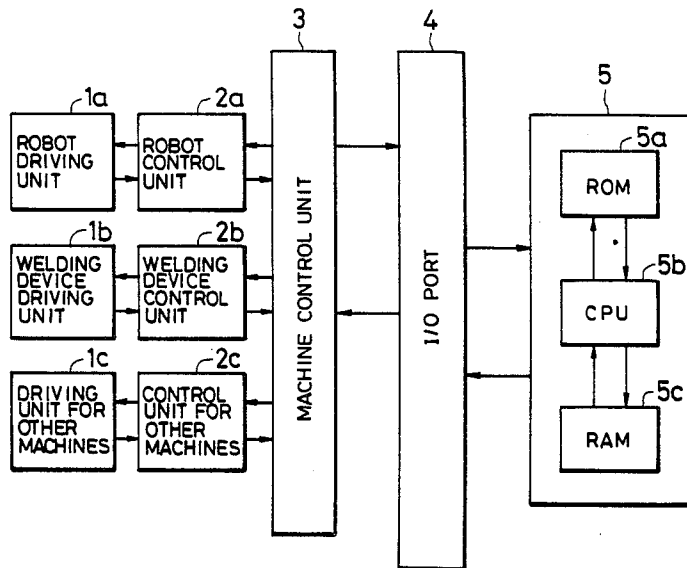 3
4
5
1a
2a
ROBOT
DRIVING
UNIT
ROBOT
CONTROL
UNIT
1b
2b
WELDING
DEVICE
DRIVING
UNIT
WELDING
DEVICE
CONTROL
UNIT
1c
2c
DRIVING
UNIT FOR
OTHER
MACHINES
CONTROL
UNIT FOR
OTHER
MACHINES
MACHINE CONTROL UNIT
I/O PORT
5a
ROM
5b
CPU
5c
RAM